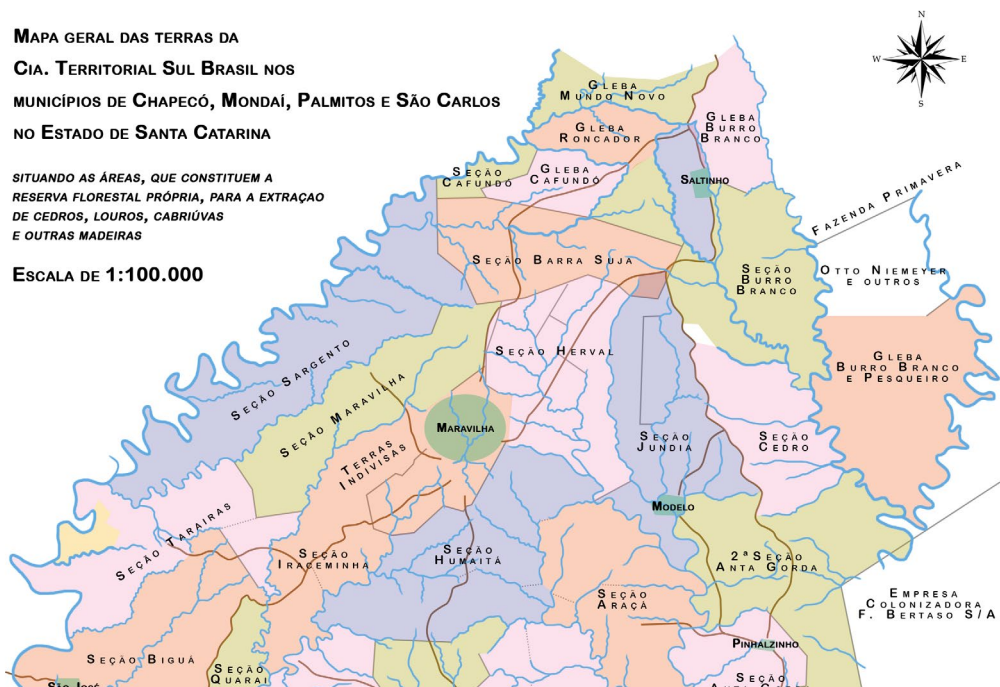 MAPA GERAL DAS TERRAS DA
CIA. TERRITORIAL SUL BRASIL NOS
MUNICÍPIOS DE CHAPECÓ, MONDAÍ, PALMITOS E SÃO CARLOS
NO ESTADO DE SANTA CATARINA
SITUANDO AS ÁREAS, QUE CONSTITUEM A
RESERVA FLORESTAL PRÓPRIA, PARA A EXTRAÇAO
DE CEDROS, LOUROS, CABRIÚVAS
E OUTRAS MADEIRAS
ESCALA DE 1:100.000
N
W
E
S
GLEBA
MUNDO NOVO
GLEBA
RONCADOR
GLEBA
BURRO
BRANCO
SEÇÃO
CAFUNDÓ
GLEBA
CAFUNDÓ
SALTINHO
FAZENDA PRIMAVERA
SEÇÃO BARRA SUJA
SEÇÃO
BURRO
BRANCO
OTTO NIEMEYER
E OUTROS
SEÇÃO SARGENTO
SEÇÃO HERVAL
GLEBA
BURRO BRANCO
E PESQUEIRO
SEÇÃO MARAVILHA
MARAVILHA
TERRAS
INDIVISAS
SEÇÃO
JUNDIÁ
SEÇÃO
CEDRO
MODELO
SEÇÃO TARAIRAS
SEÇÃO
IRACEMINHA
SEÇÃO
HUMAITÁ
2ª SEÇÃO
ANTA GORDA
SEÇÃO
ARAÇÁ
EMPRESA
COLONIZADORA
F. BERTASO S/A
PINHALZINHO
SEÇÃO BIGUÁ
SEÇÃO
QUARAI
SEÇÃO
SÃO JOSÉ